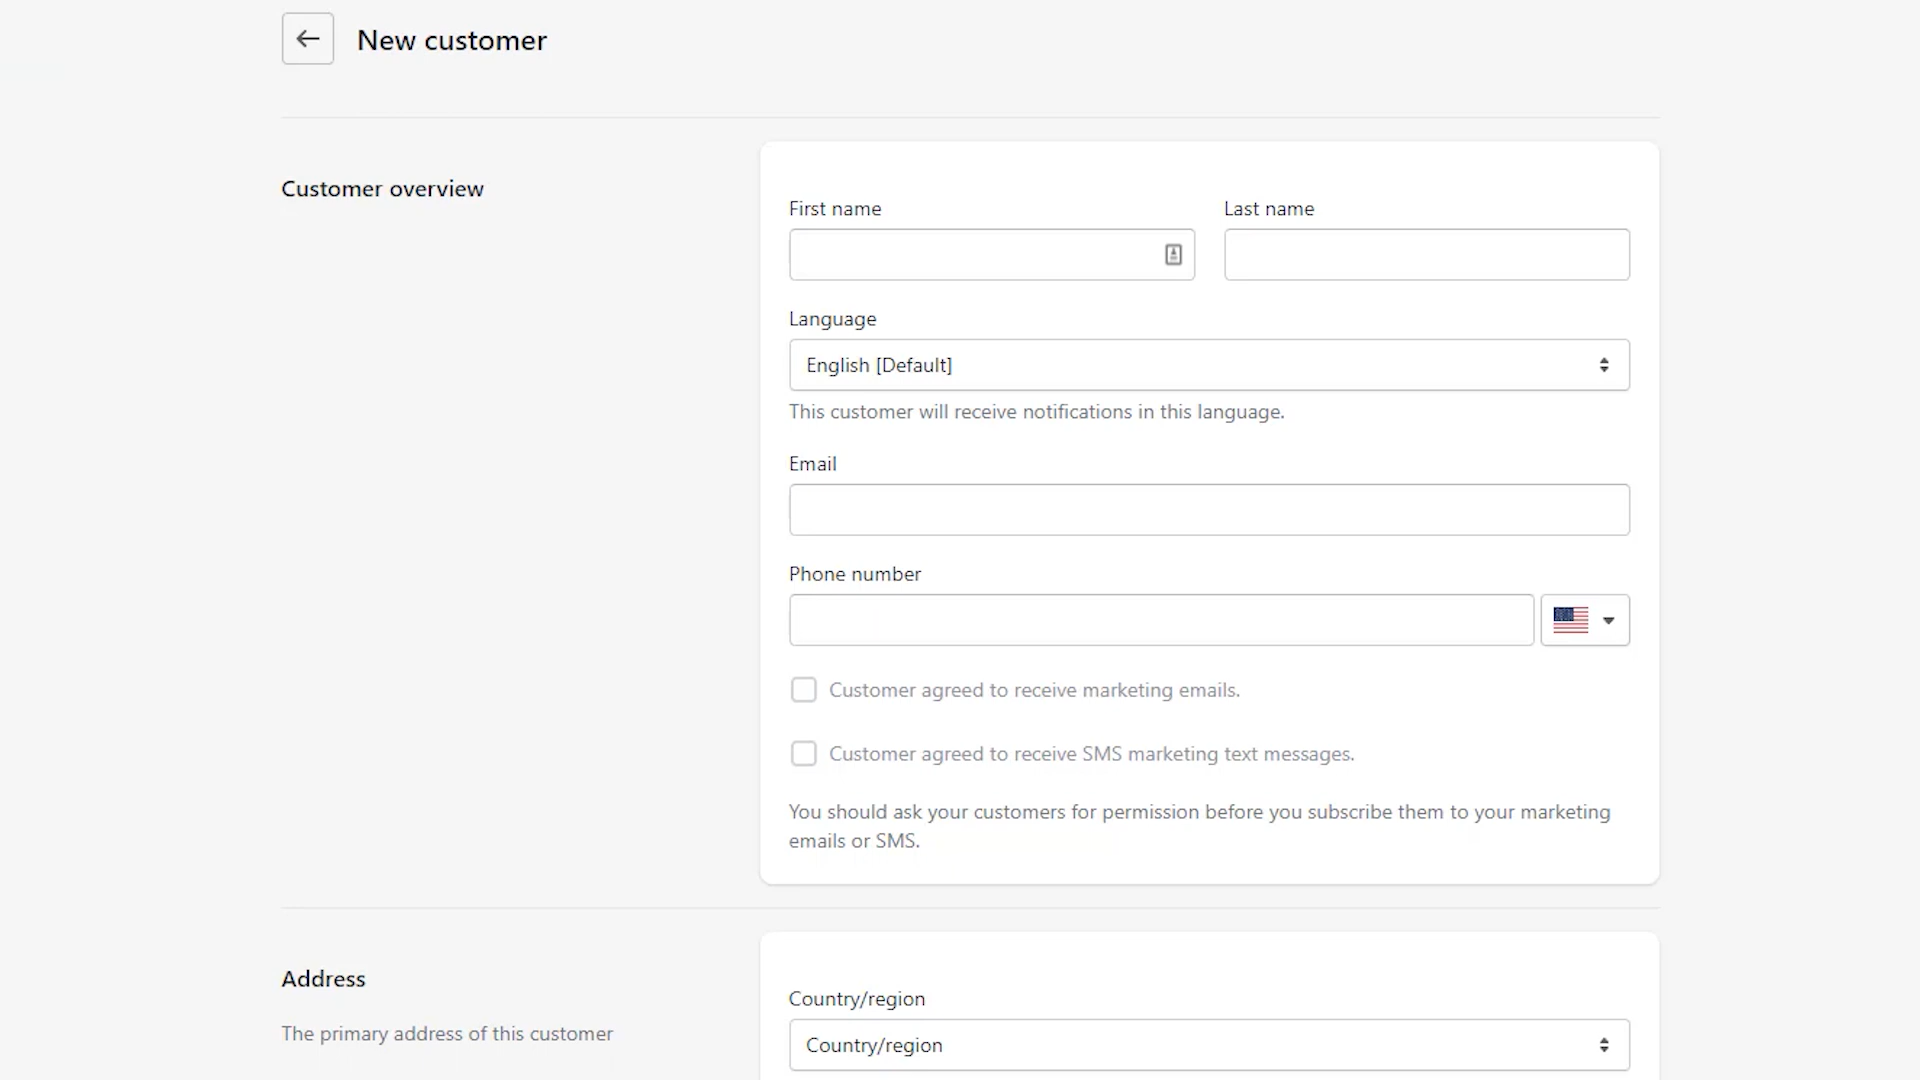 New customer
Customer overview
First name
Last name
Language
English [Default]
This customer will receive notifications in this language.
Email
Phone number
Customer agreed to receive marketing emails.
Customer agreed to receive SMS marketing text messages.
You should ask your customers for permission before you subscribe them to your marketing
emails or SMS.
Address
The primary address of this customer
Country/region
Country/region